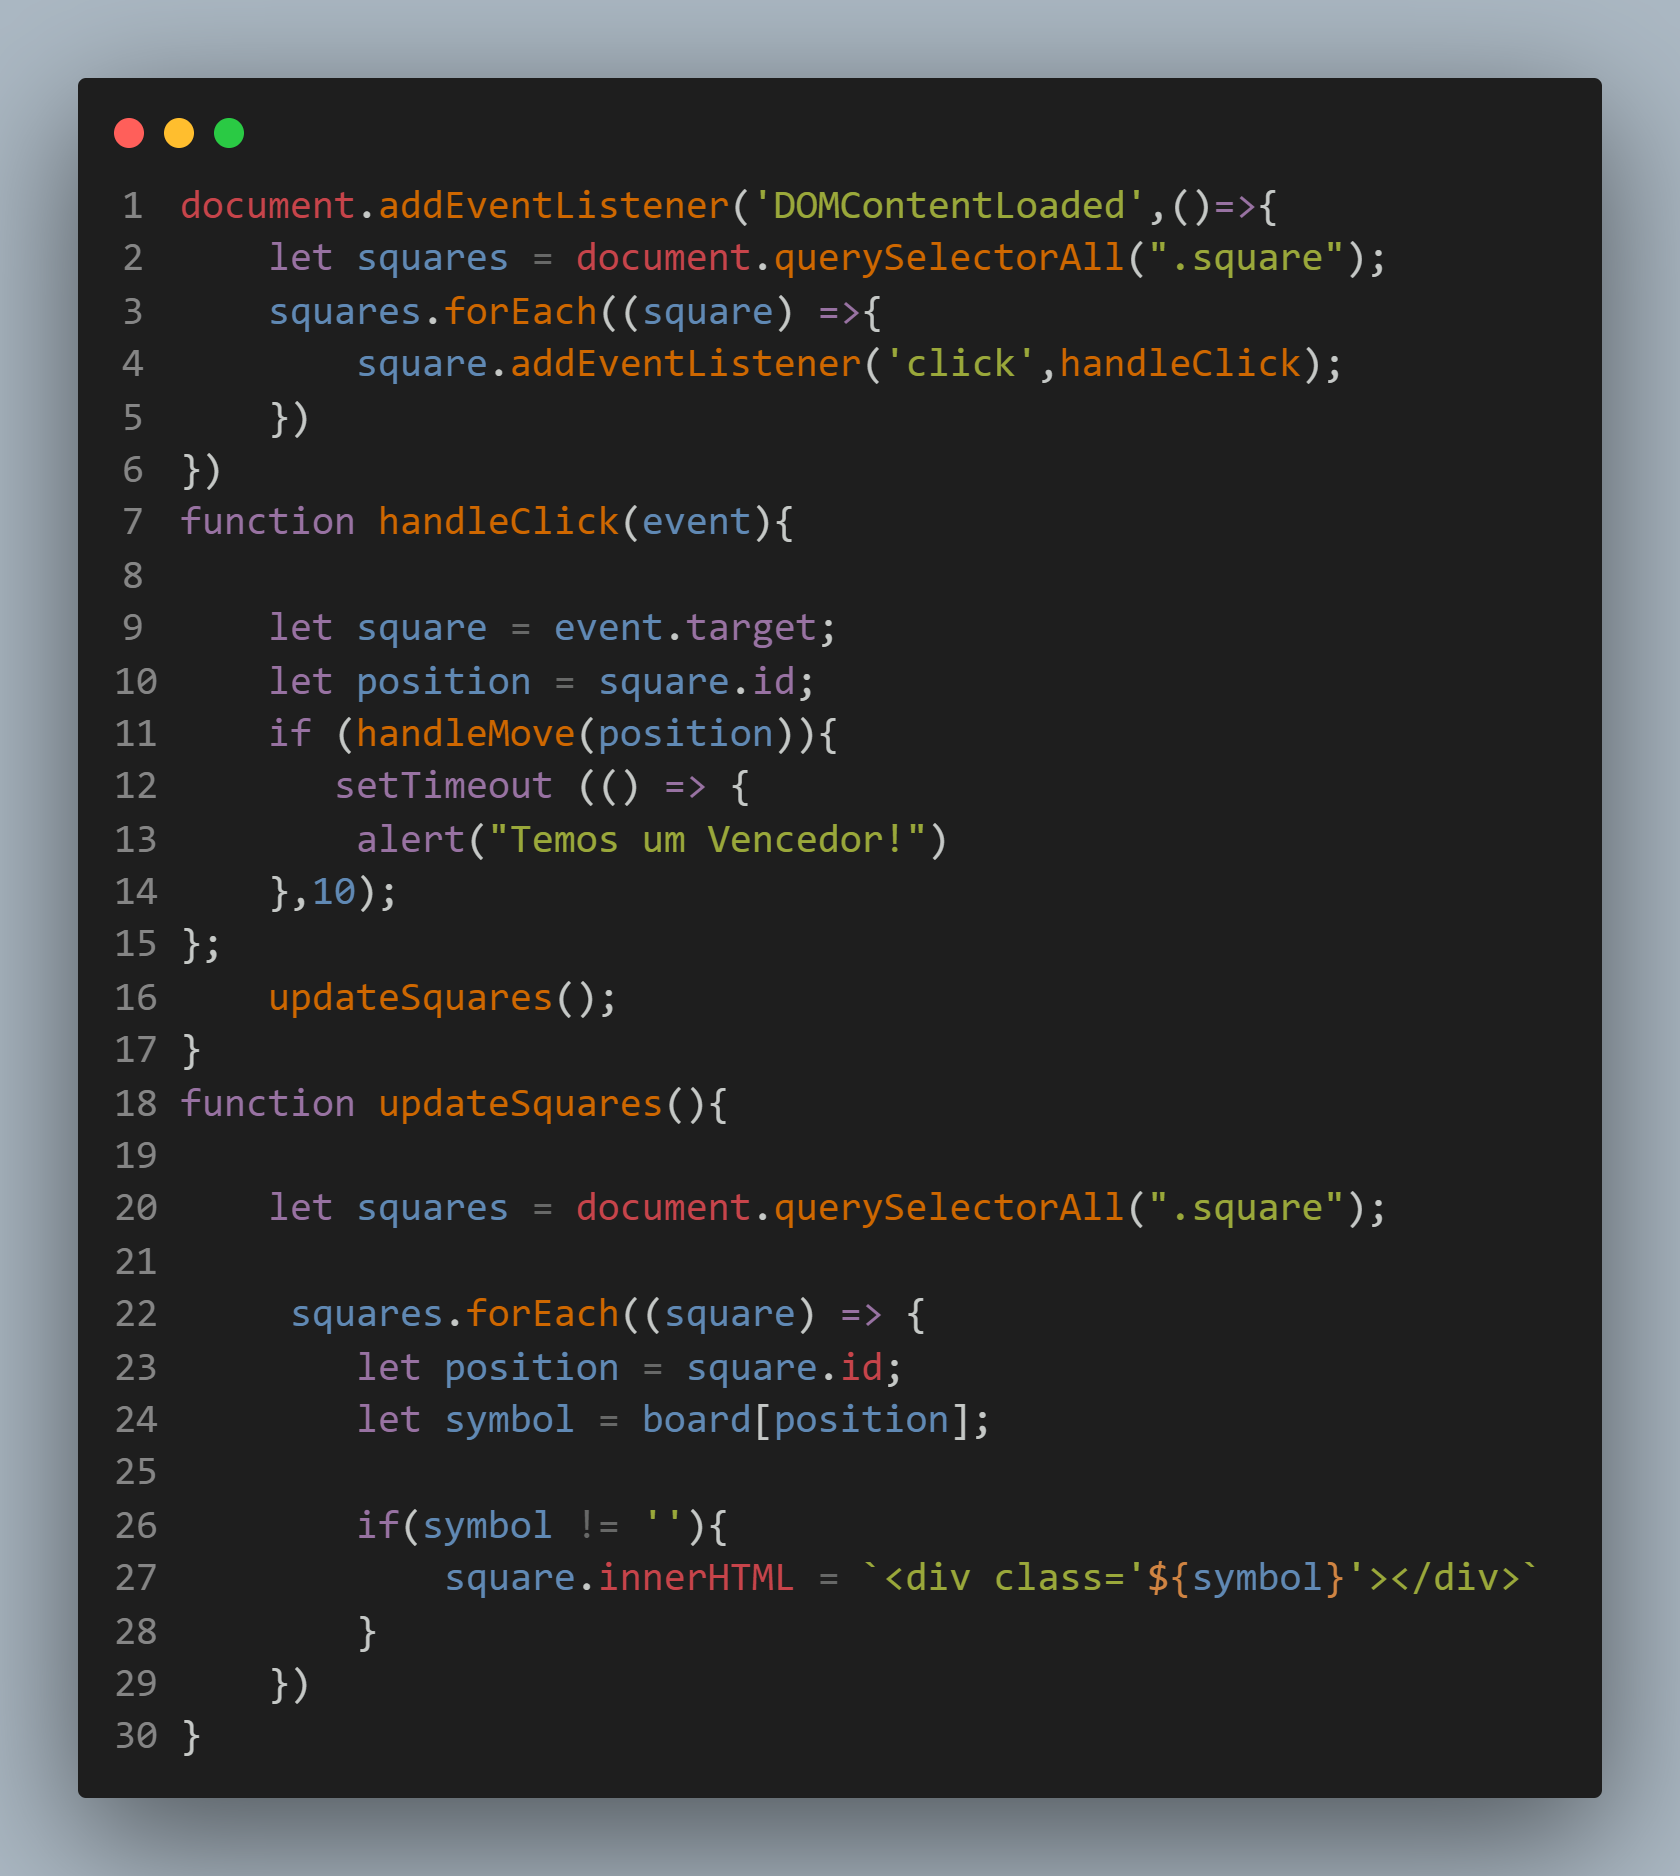 1 document.addEventListener('DOMContentLoaded',()=>{
2     let squares = document.querySelectorAll(".square");
3     squares.forEach((square) =>{
4         square.addEventListener('click',handleClick);
5     })
6 })
7 function handleClick(event){
8
9     let square = event.target;
10     let position = square.id;
11     if (handleMove(position)){
12        setTimeout (() => {
13         alert("Temos um Vencedor!")
14     },10);
15 };
16     updateSquares();
17 }
18 function updateSquares(){
19
20     let squares = document.querySelectorAll(".square");
21
22      squares.forEach((square) => {
23         let position = square.id;
24         let symbol = board[position];
25
26         if(symbol != ''){
27             square.innerHTML = `<div class='${symbol}'></div>`
28         }
29     })
30 }